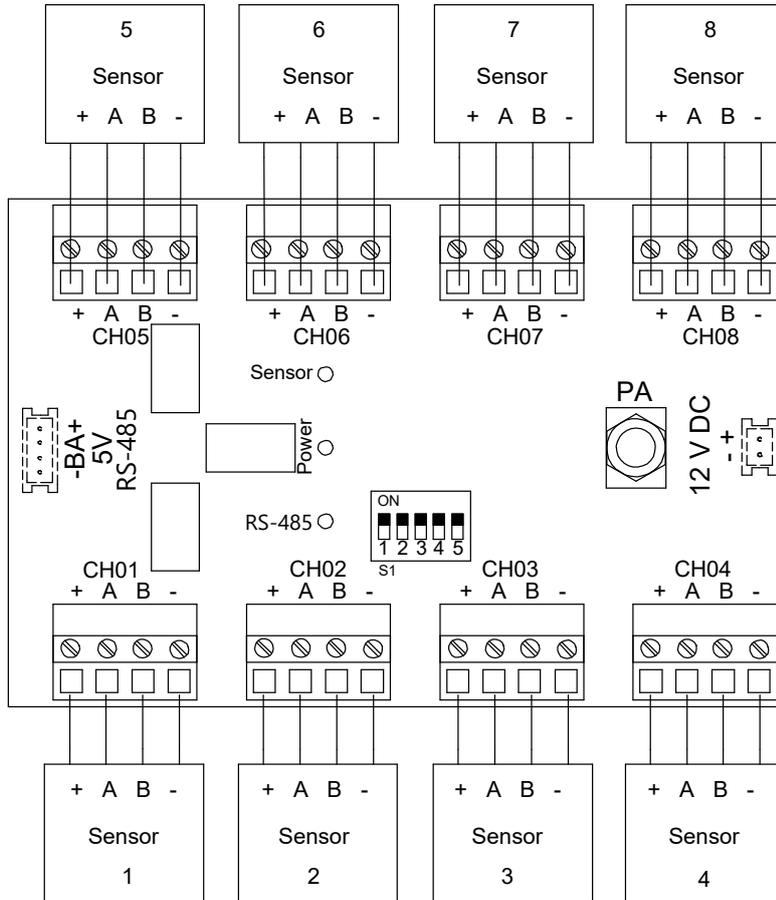 5 6 7 8
Sensor Sensor Sensor Sensor
+ A B - + A B - + A B - + A B -
+ A B - + A B - + A B - + A B -
CH05 CH06 CH07 CH08
Sensor
PA
-BA+
5V
RS-485
Power
12 V DC
- +
RS-485
ON
1 2 3 4 5
S1
CH01 CH02 CH03 CH04
+ A B - + A B - + A B - + A B -
+ A B - + A B - + A B - + A B -
Sensor Sensor Sensor Sensor
1 2 3 4